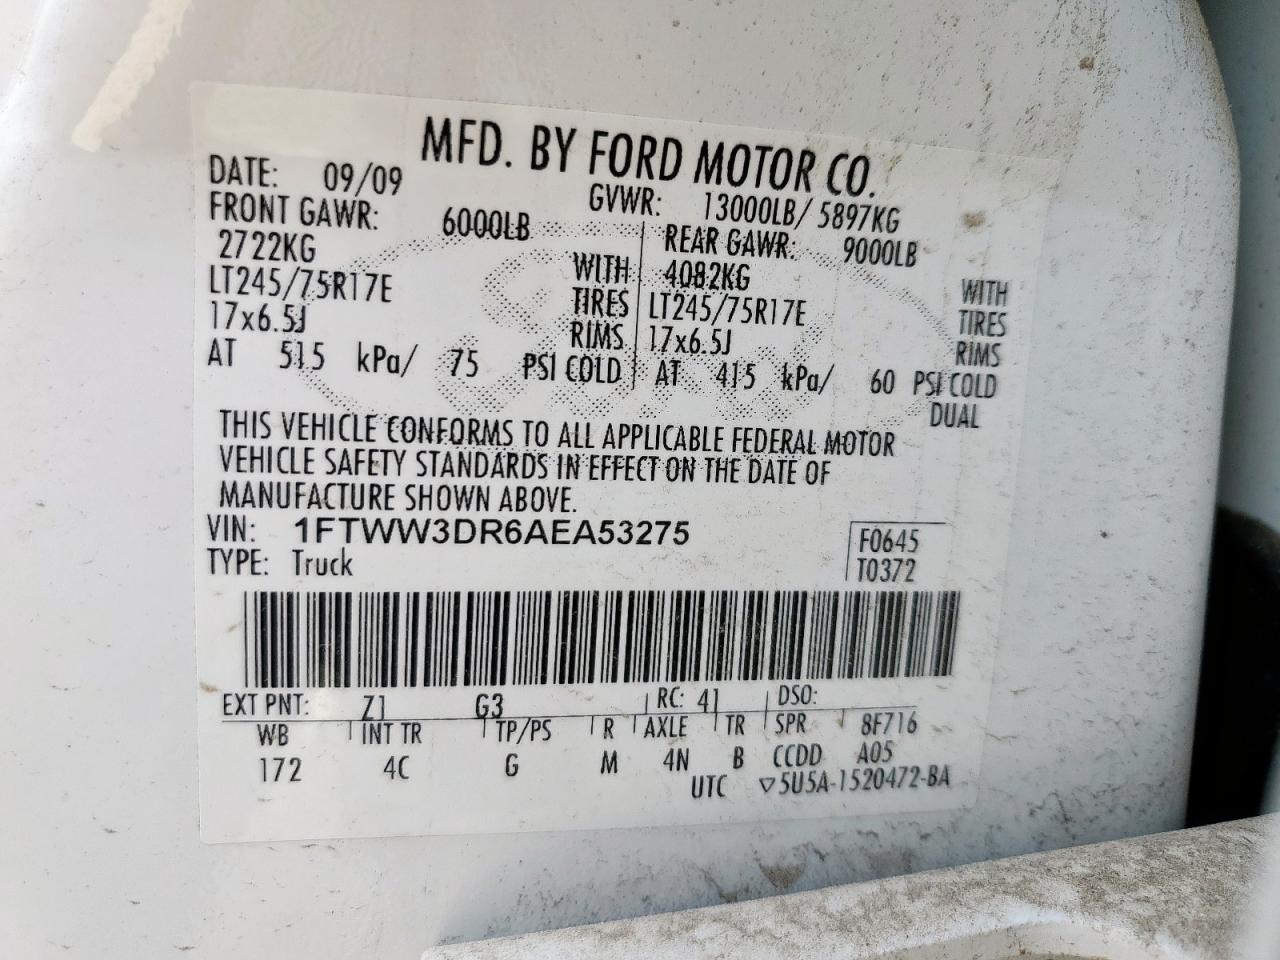 MFD. BY FORD MOTOR CO.
DATE: 09/09 GVWR: 13000LB/ 5897KG
FRONT GAWR: 6000LB REAR GAWR: 9000LB
2722KG WITH 4082KG WITH
LT245/75R17E TIRES LT245/75R17E TIRES
17x6.5J RIMS 17x6.5J RIMS
AT 515 kPa/ 75 PSI COLD AT 415 kPa/ 60 PSI COLD
DUAL
THIS VEHICLE CONFORMS TO ALL APPLICABLE FEDERAL MOTOR
VEHICLE SAFETY STANDARDS IN EFFECT ON THE DATE OF
MANUFACTURE SHOWN ABOVE.
VIN: 1FTWW3DR6AEA53275 F0645
TYPE: Truck T0372
EXT PNT: Z1 G3 RC: 41 DSO:
WB INT TR TP/PS R AXLE TR SPR 8F716
172 4C G M 4N B CCDD A05
UTC ▽5U5A-1520472-BA